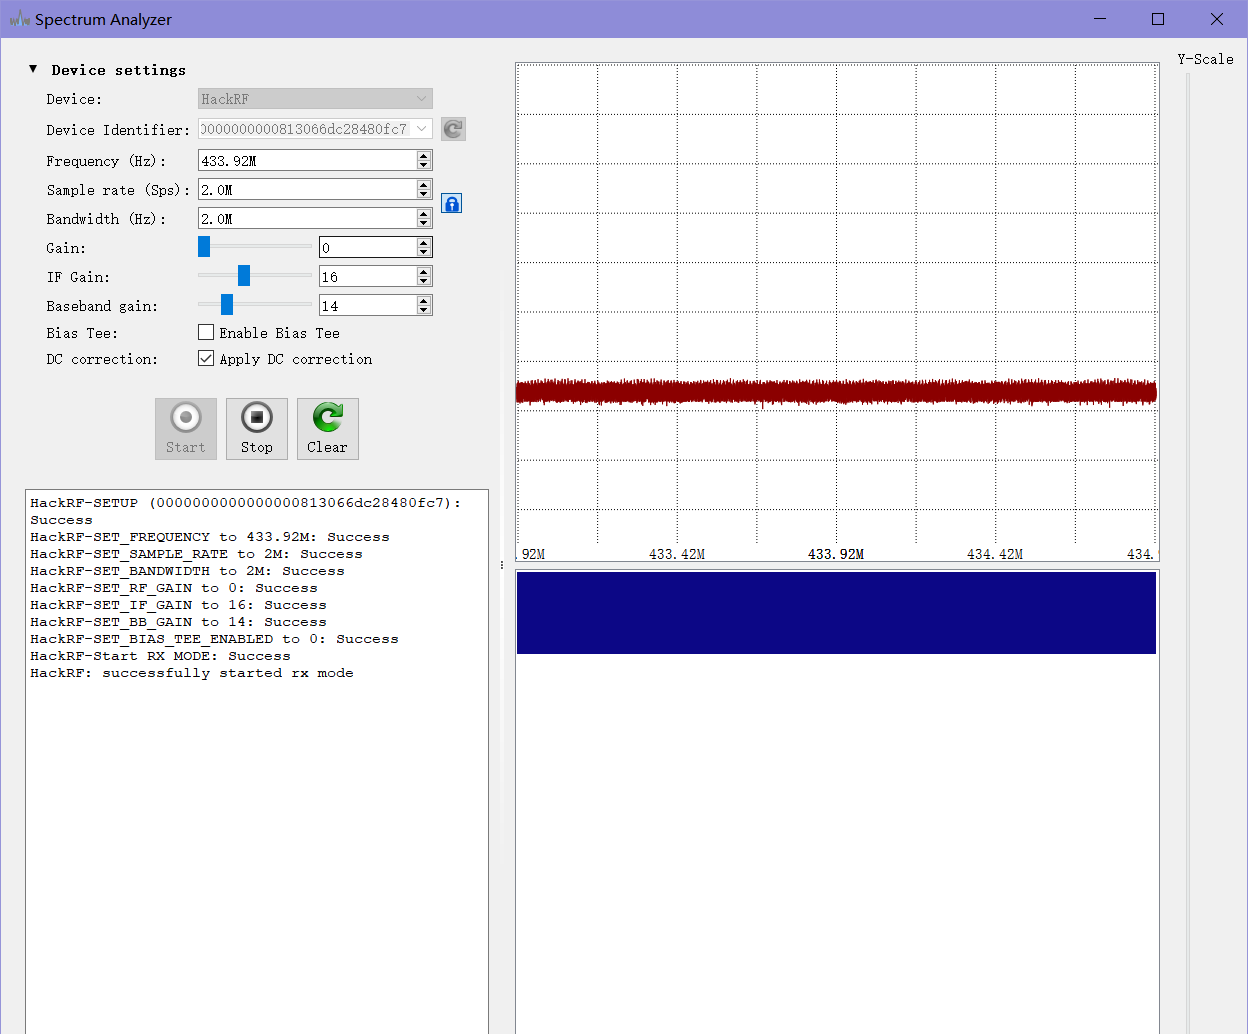 Spectrum Analyzer
Device settings
Device: HackRF
Device Identifier: 0000000000813066dc28480fc7
Frequency (Hz): 433.92M
Sample rate (Sps): 2.0M
Bandwidth (Hz): 2.0M
Gain: 0
IF Gain: 16
Baseband gain: 14
Bias Tee: Enable Bias Tee
DC correction: Apply DC correction
Start Stop Clear
HackRF-SETUP (0000000000000000813066dc28480fc7):
Success
HackRF-SET_FREQUENCY to 433.92M: Success
HackRF-SET_SAMPLE_RATE to 2M: Success
HackRF-SET_BANDWIDTH to 2M: Success
HackRF-SET_RF_GAIN to 0: Success
HackRF-SET_IF_GAIN to 16: Success
HackRF-SET_BB_GAIN to 14: Success
HackRF-SET_BIAS_TEE_ENABLED to 0: Success
HackRF-Start RX MODE: Success
HackRF: successfully started rx mode
.92M 433.42M 433.92M 434.42M 434.
Y-Scale